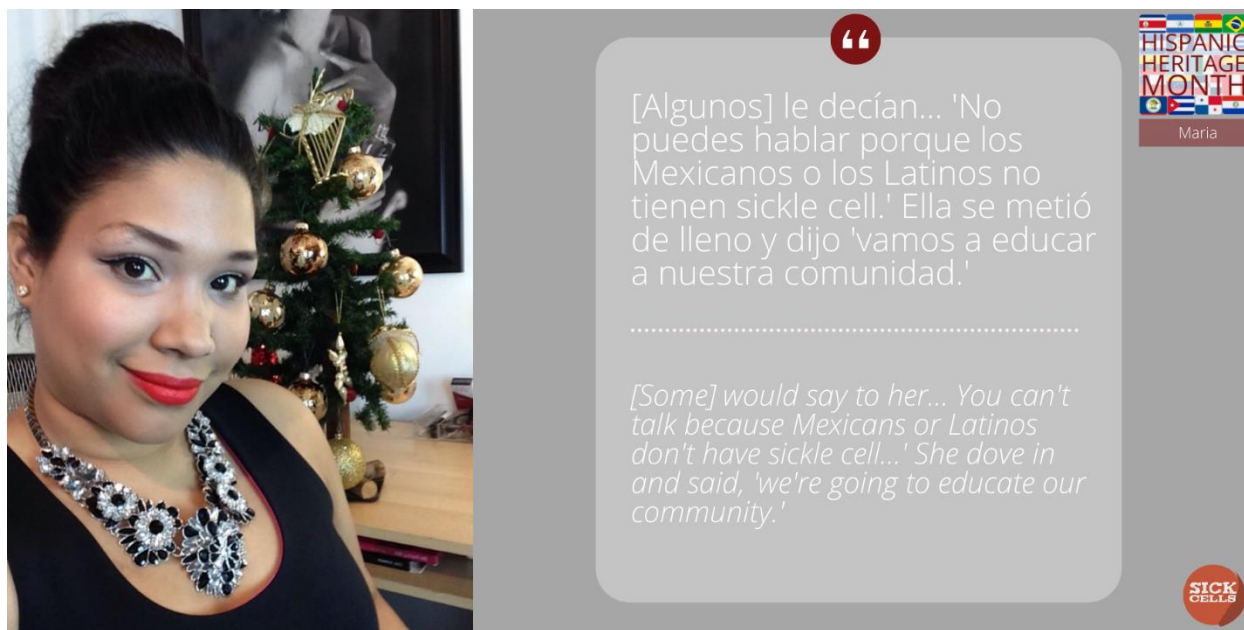 “
[Algunos] le decían... 'No
puedes hablar porque los
Mexicanos o los Latinos no
tienen sickle cell.' Ella se metió
de lleno y dijo 'vamos a educar
a nuestra comunidad.'
[Some] would say to her... You can't
talk because Mexicans or Latinos
don't have sickle cell...' She dove in
and said, 'we're going to educate our
community.'
HISPANIC
HERITAGE
MONTH
Maria
SICK
CELLS